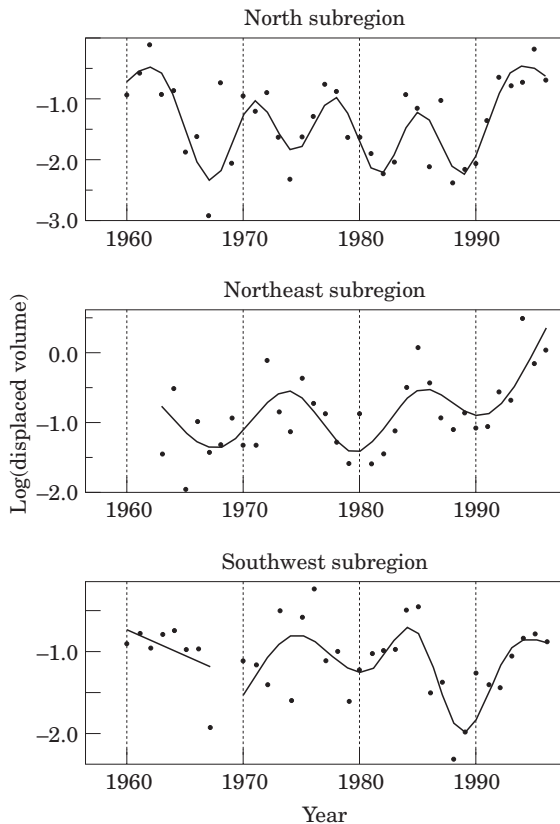 North subregion
−1.0
−2.0
−3.0
1960 1970 1980 1990
Northeast subregion
Log(displaced volume)
0.0
−1.0
−2.0
1960 1970 1980 1990
Southwest subregion
−1.0
−2.0
1960 1970 1980 1990
Year